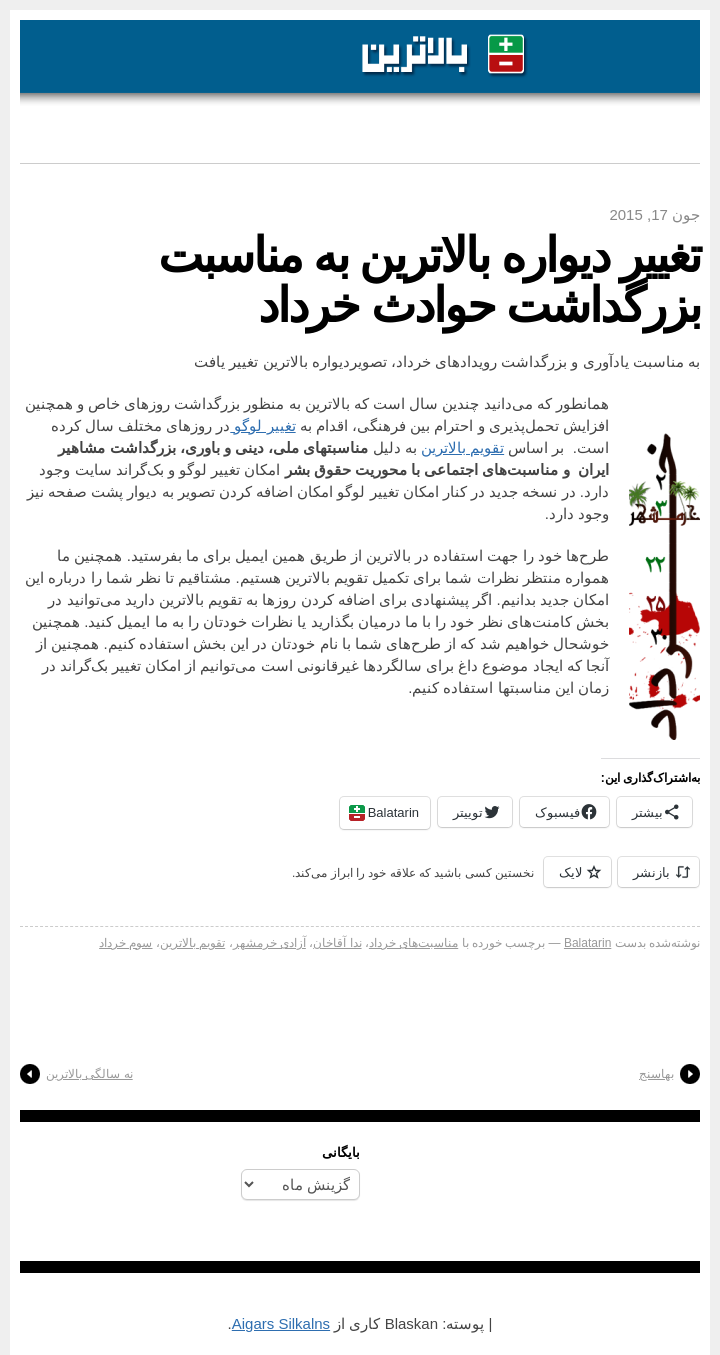 بالاترین
جون 17, 2015
تغییر دیواره بالاترین به مناسبت
بزرگداشت حوادث خرداد
به مناسبت یادآوری و بزرگداشت رویدادهای خرداد، تصویردیواره بالاترین تغییر یافت
همانطور که می‌دانید چندین سال است که بالاترین به منظور بزرگداشت روزهای خاص و همچنین
افزایش تحمل‌پذیری و احترام بین فرهنگی، اقدام به تغییر لوگو در روزهای مختلف سال کرده
است.  بر اساس تقویم بالاترین به دلیل مناسبتهای ملی، دینی و باوری، بزرگداشت مشاهیر
ایران  و مناسبت‌های اجتماعی با محوریت حقوق بشر امکان تغییر لوگو و بک‌گراند سایت وجود
دارد. در نسخه جدید در کنار امکان تغییر لوگو امکان اضافه کردن تصویر به دیوار پشت صفحه نیز
وجود دارد.
خرداد
۲
۳
خرمشهر
۲۲
۲۵
۳۰
طرح‌ها خود را جهت استفاده در بالاترین از طریق همین ایمیل برای ما بفرستید. همچنین ما
همواره منتظر نظرات شما برای تکمیل تقویم بالاترین هستیم. مشتاقیم تا نظر شما را درباره این
امکان جدید بدانیم. اگر پیشنهادی برای اضافه کردن روزها به تقویم بالاترین دارید می‌توانید در
بخش کامنت‌های نظر خود را با ما درمیان بگذارید یا نظرات خودتان را به ما ایمیل کنید. همچنین
خوشحال خواهیم شد که از طرح‌های شما با نام خودتان در این بخش استفاده کنیم. همچنین از
آنجا که ایجاد موضوع داغ برای سالگردها غیرقانونی است می‌توانیم از امکان تغییر بک‌گراند در
زمان این مناسبتها استفاده کنیم.
به‌اشتراک‌گذاری این:
بیشتر فیسبوک توییتر Balatarin
بازنشر لایک نخستین کسی باشید که علاقه خود را ابراز می‌کند.
نوشته‌شده بدست Balatarin — برچسب خورده با مناسبت‌های خرداد، ندا آقاخان، آزادی خرمشهر، تقویم بالاترین، سوم خرداد
بهاسنج
نه سالگی بالاترین
بایگانی
گزینش ماه
| پوسته: Blaskan کاری از Aigars Silkalns.